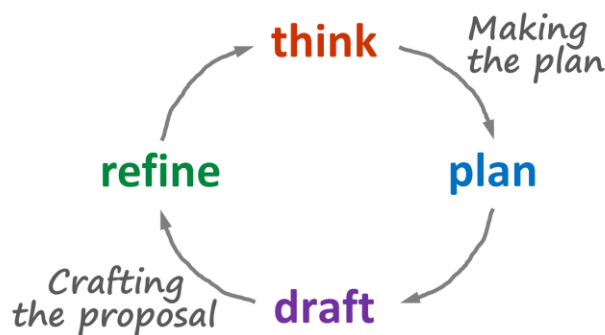 think
Making
the plan
refine
plan
Crafting
the proposal
draft